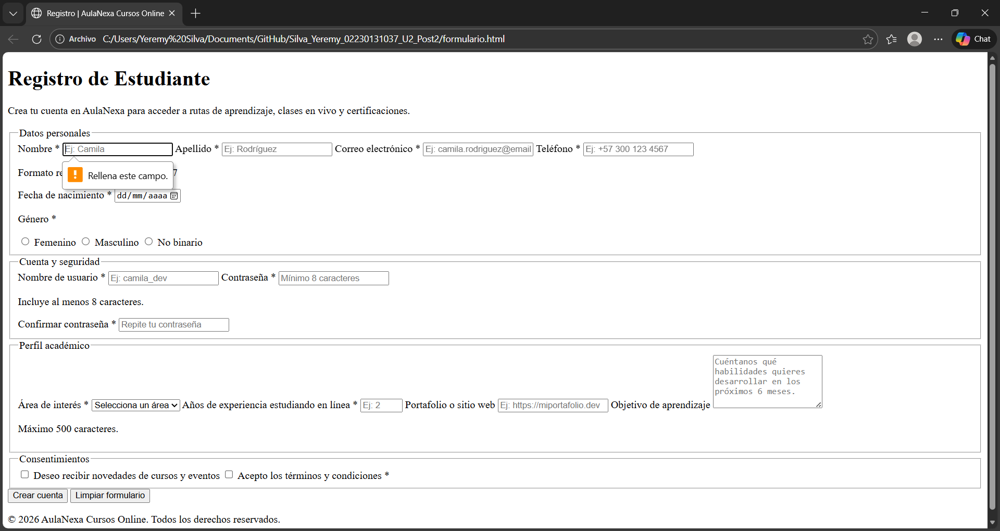 Registro | AulaNexa Cursos Online
Archivo C:/Users/Yeremy%20Silva/Documents/GitHub/Silva_Yeremy_02230131037_U2_Post2/formulario.html
Chat
Registro de Estudiante
Crea tu cuenta en AulaNexa para acceder a rutas de aprendizaje, clases en vivo y certificaciones.
Datos personales
Nombre * Ej: Camila Apellido * Ej: Rodríguez Correo electrónico * Ej: camila.rodriguez@email Teléfono * Ej: +57 300 123 4567
Formato re 7
Rellena este campo.
Fecha de nacimiento * dd/mm/aaaa
Género *
Femenino Masculino No binario
Cuenta y seguridad
Nombre de usuario * Ej: camila_dev Contraseña * Mínimo 8 caracteres
Incluye al menos 8 caracteres.
Confirmar contraseña * Repite tu contraseña
Perfil académico
Cuéntanos qué
habilidades quieres
desarrollar en los
próximos 6 meses.
Área de interés * Selecciona un área Años de experiencia estudiando en línea * Ej: 2 Portafolio o sitio web Ej: https://miportafolio.dev Objetivo de aprendizaje
Máximo 500 caracteres.
Consentimientos
Deseo recibir novedades de cursos y eventos Acepto los términos y condiciones *
Crear cuenta Limpiar formulario
© 2026 AulaNexa Cursos Online. Todos los derechos reservados.